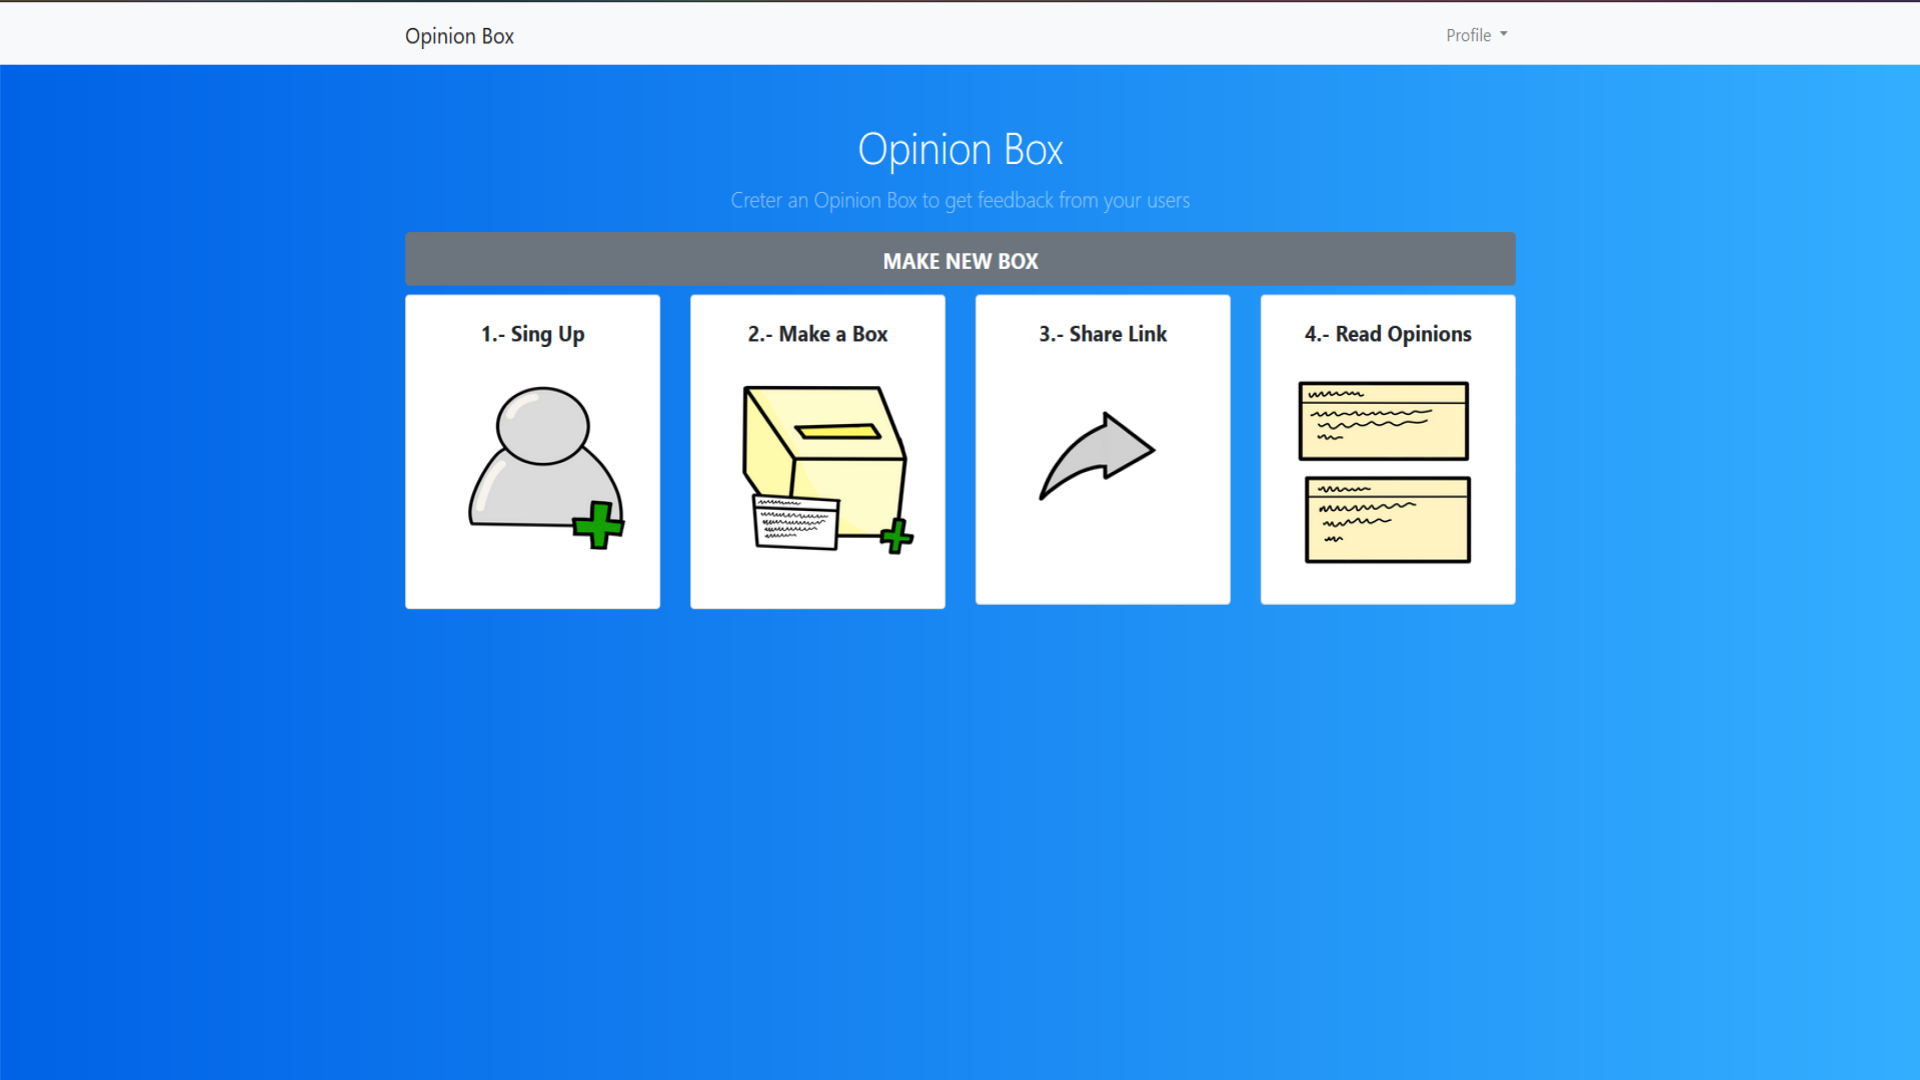 Opinion Box
Profile
Opinion Box
Creter an Opinion Box to get feedback from your users
MAKE NEW BOX
1.- Sing Up
2.- Make a Box
3.- Share Link
4.- Read Opinions